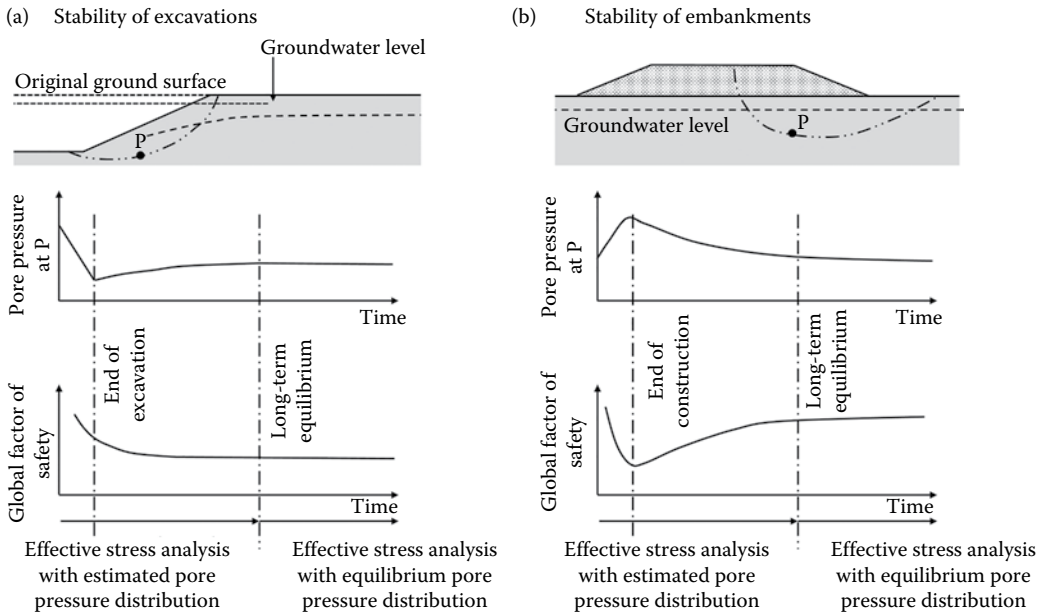 (a) Stability of excavations
Groundwater level
Original ground surface
P
Pore pressure
at P
Time
End of
excavation
Long-term
equilibrium
Global factor of
safety
Time
Effective stress analysis
with estimated pore
pressure distribution
Effective stress analysis
with equilibrium pore
pressure distribution
(b) Stability of embankments
Groundwater level
P
Pore pressure
at P
Time
End of
construction
Long-term
equilibrium
Global factor of
safety
Time
Effective stress analysis
with estimated pore
pressure distribution
Effective stress analysis
with equilibrium pore
pressure distribution